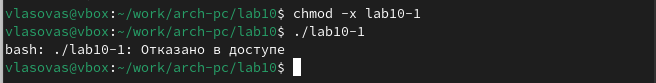 vlasovas@vbox:~/work/arch-pc/lab10$ chmod -x lab10-1
vlasovas@vbox:~/work/arch-pc/lab10$ ./lab10-1
bash: ./lab10-1: Отказано в доступе
vlasovas@vbox:~/work/arch-pc/lab10$